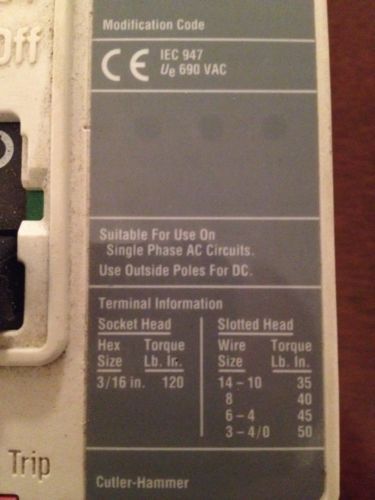 Off
Modification Code
CE IEC 947
Ue 690 VAC
Suitable For Use On
Single Phase AC Circuits.
Use Outside Poles For DC.
Terminal Information
Socket Head
Hex Torque
Size Lb. In.
3/16 in. 120
Slotted Head
Wire Torque
Size Lb. In.
14 – 10 35
8 40
6 – 4 45
3 – 4/0 50
Trip
Cutler-Hammer